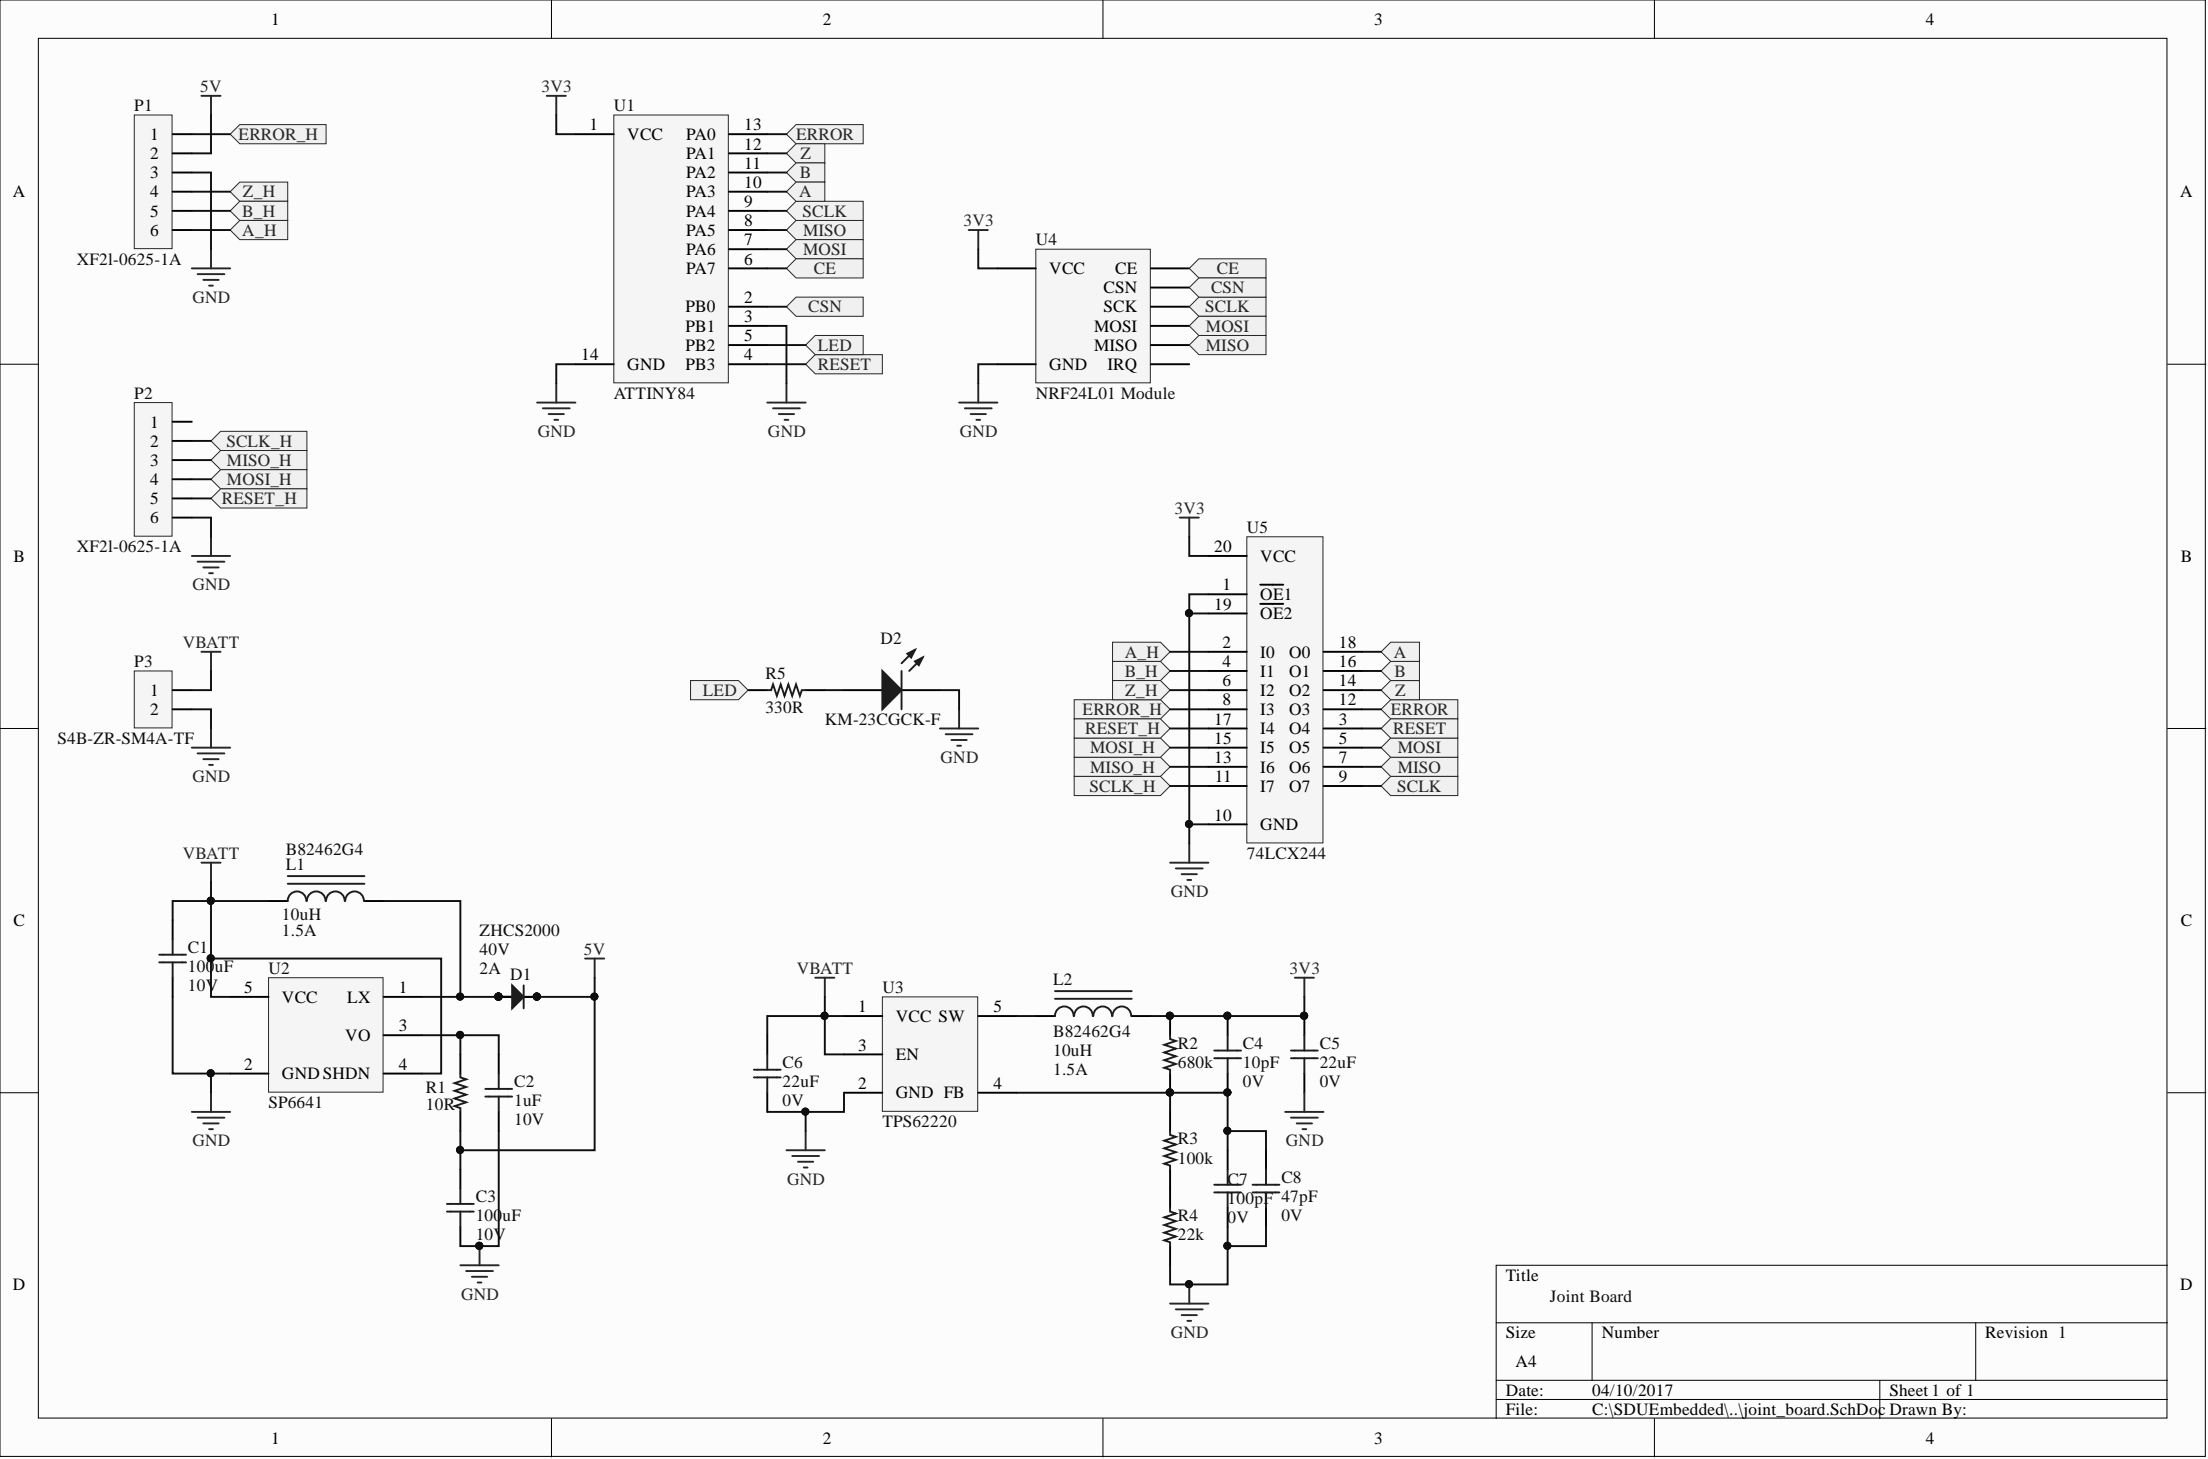 1 2 3 4
A A
B B
C C
D D
5V
P1
1 ERROR_H
2
3
4 Z_H
5 B_H
6 A_H
XF2l-0625-1A
GND
P2
1
2 SCLK_H
3 MISO_H
4 MOSI_H
5 RESET_H
6
XF2l-0625-1A
GND
VBATT
P3
1
2
S4B-ZR-SM4A-TF
GND
3V3
U1
1 VCC PA0 13 ERROR
PA1 12 Z
PA2 11 B
PA3 10 A
PA4 9 SCLK
PA5 8 MISO
PA6 7 MOSI
PA7 6 CE
PB0 2 CSN
PB1 3
PB2 5 LED
14 GND PB3 4 RESET
ATTINY84
GND GND
3V3
U4
VCC CE CE
CSN CSN
SCK SCLK
MOSI MOSI
MISO MISO
GND IRQ
NRF24L01 Module
GND
LED
R5
330R
D2
KM-23CGCK-F
GND
3V3
U5
20 VCC
1 OE1
19 OE2
A_H 2 I0 O0 18 A
B_H 4 I1 O1 16 B
Z_H 6 I2 O2 14 Z
ERROR_H 8 I3 O3 12 ERROR
RESET_H 17 I4 O4 3 RESET
MOSI_H 15 I5 O5 5 MOSI
MISO_H 13 I6 O6 7 MISO
SCLK_H 11 I7 O7 9 SCLK
10 GND
74LCX244
GND
VBATT
B82462G4
L1
10uH
1.5A
C1
100uF
10V
U2
5 VCC LX 1
VO 3
2 GND SHDN 4
SP6641
GND
ZHCS2000
40V
2A
D1
5V
R1
10R
C2
1uF
10V
C3
100uF
10V
GND
VBATT
U3
1 VCC SW 5
3 EN
2 GND FB 4
TPS62220
C6
22uF
0V
GND
L2
B82462G4
10uH
1.5A
3V3
R2
680k
C4
10pF
0V
C5
22uF
0V
GND
R3
100k
R4
22k
C7
100pF
0V
C8
47pF
0V
GND
Title
Joint Board
Size Number Revision 1
A4
Date: 04/10/2017 Sheet 1 of 1
File: C:\SDUEmbedded\..\joint_board.SchDoc Drawn By:
1 2 3 4